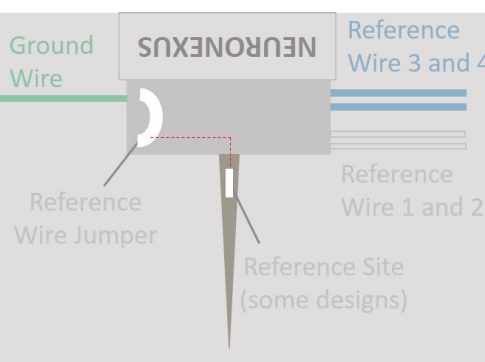 Ground
Wire
NEURONEXUS
Reference
Wire 3 and 4
Reference
Wire Jumper
Reference
Wire 1 and 2
Reference Site
(some designs)